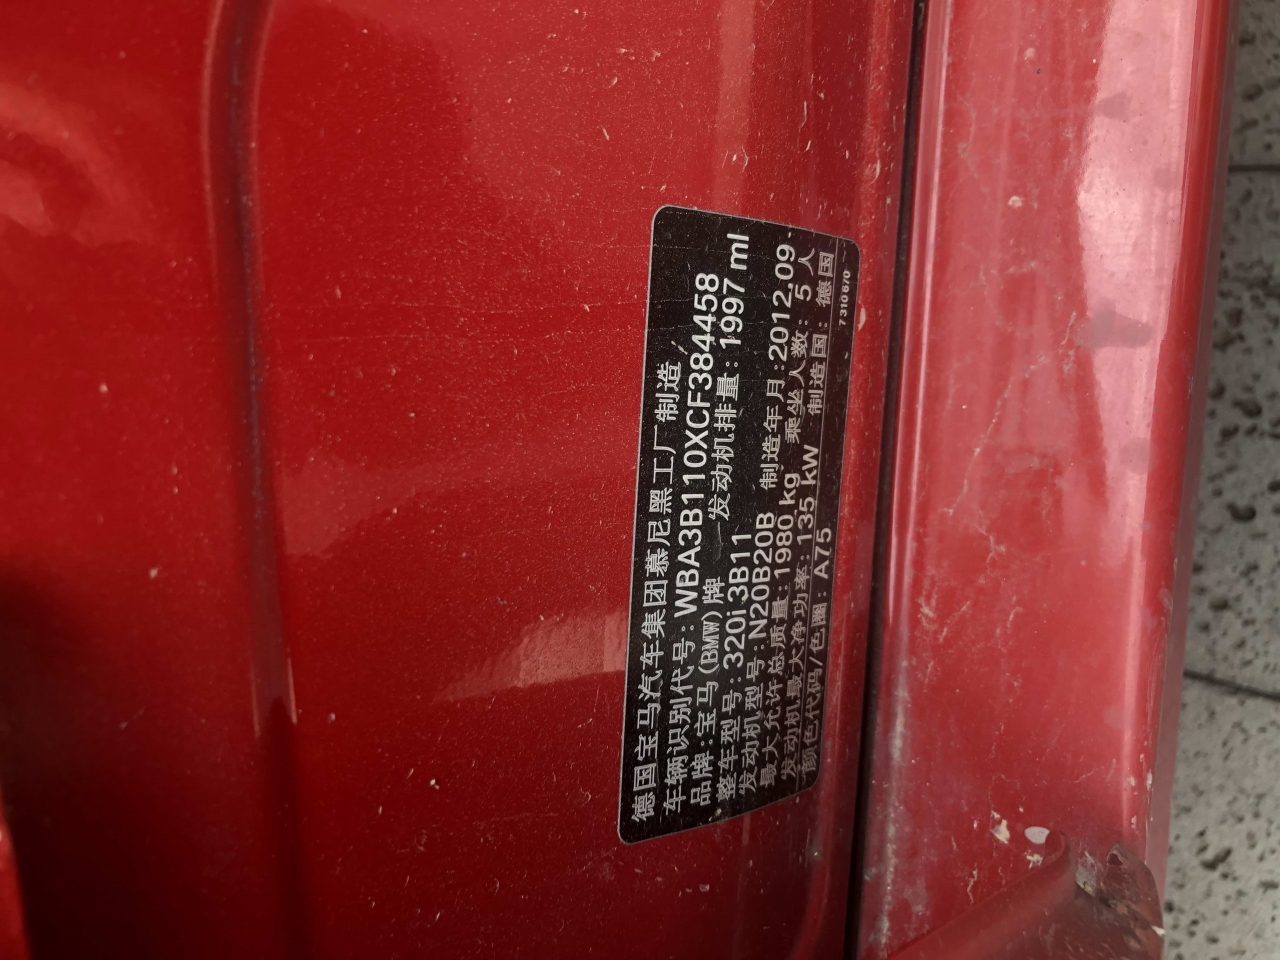 德国宝马汽车集团慕尼黑工厂制造
车辆识别代号:WBA3B110XCF384458
品牌:宝马(BMW)牌 发动机排量:1997 ml
整车型号:320i 3B11
发动机型号:N20B20B 制造年月:2012.09
最大允许总质量:1980 kg 乘坐人数: 5 人
发动机最大净功率:135 kW 制造国: 德国
颜色代码/色圈: A75 7310670